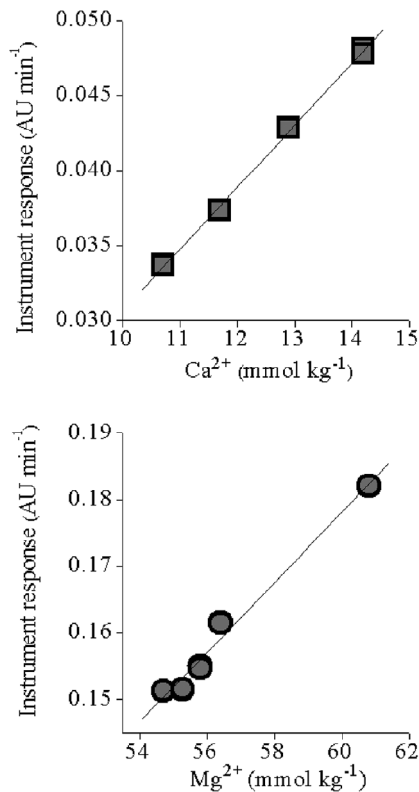 Instrument response (AU min⁻¹)
0.050
0.045
0.040
0.035
0.030
10 11 12 13 14 15
Ca²⁺ (mmol kg⁻¹)
Instrument response (AU min⁻¹)
0.19
0.18
0.17
0.16
0.15
54 56 58 60 62
Mg²⁺ (mmol kg⁻¹)